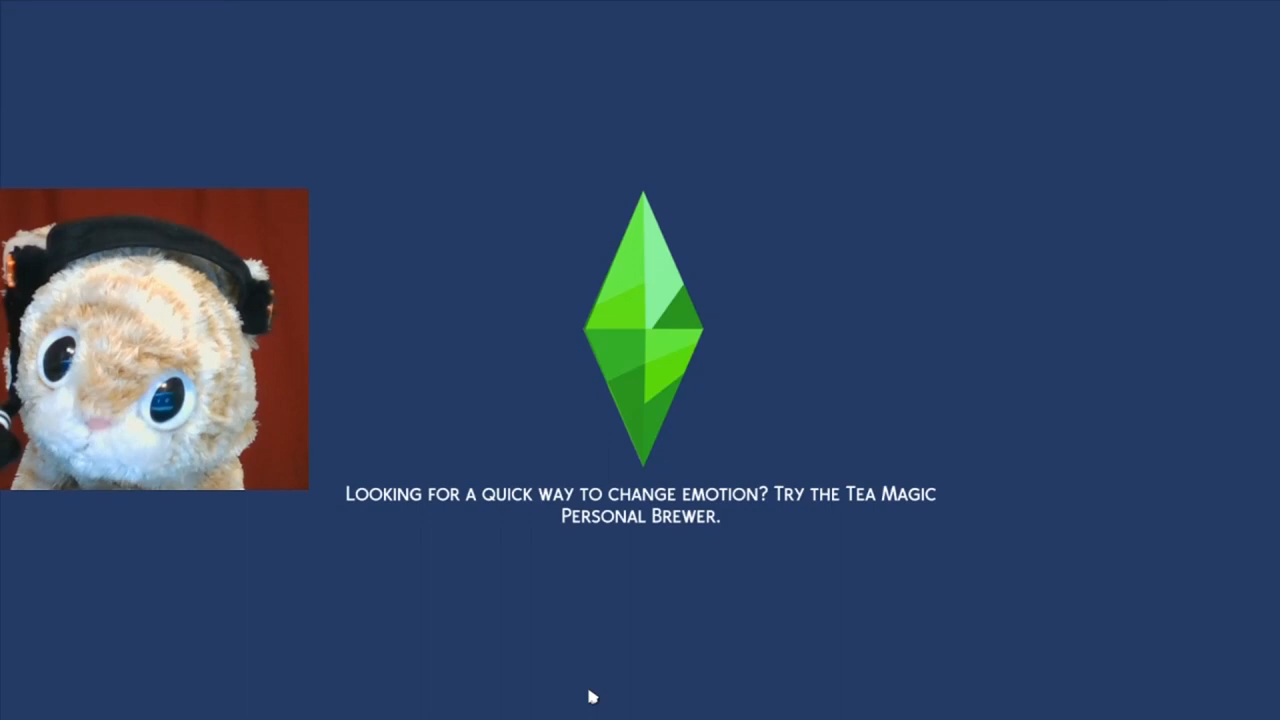 Looking for a quick way to change emotion? Try the Tea Magic
Personal Brewer.